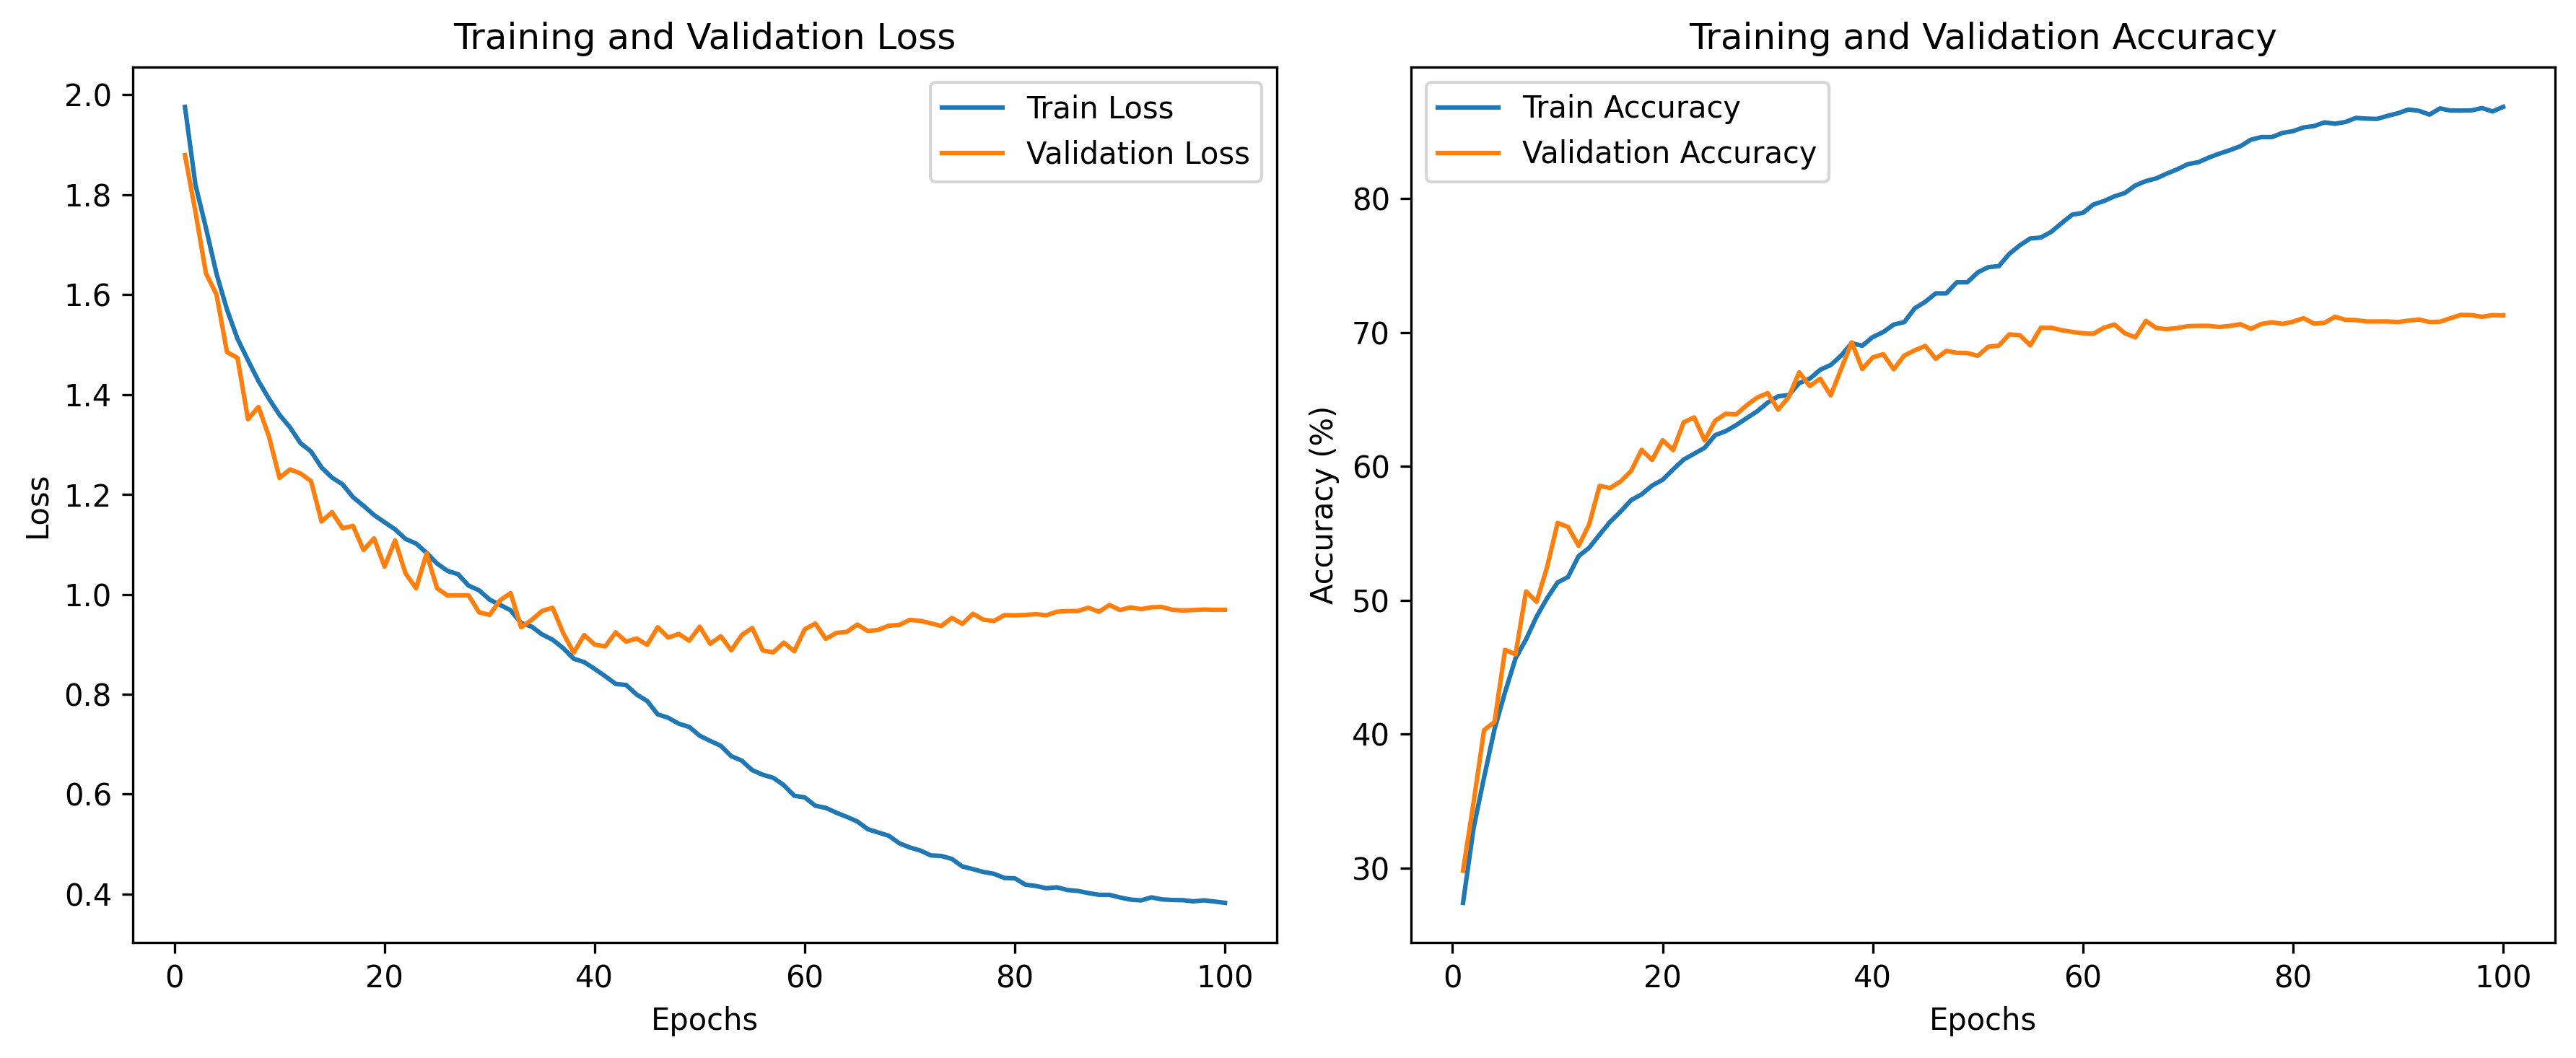 Training and Validation Loss
2.0
1.8
1.6
1.4
1.2
1.0
0.8
0.6
0.4
Loss
Train Loss
Validation Loss
0 20 40 60 80 100
Epochs
Training and Validation Accuracy
80
70
60
50
40
30
Accuracy (%)
Train Accuracy
Validation Accuracy
0 20 40 60 80 100
Epochs